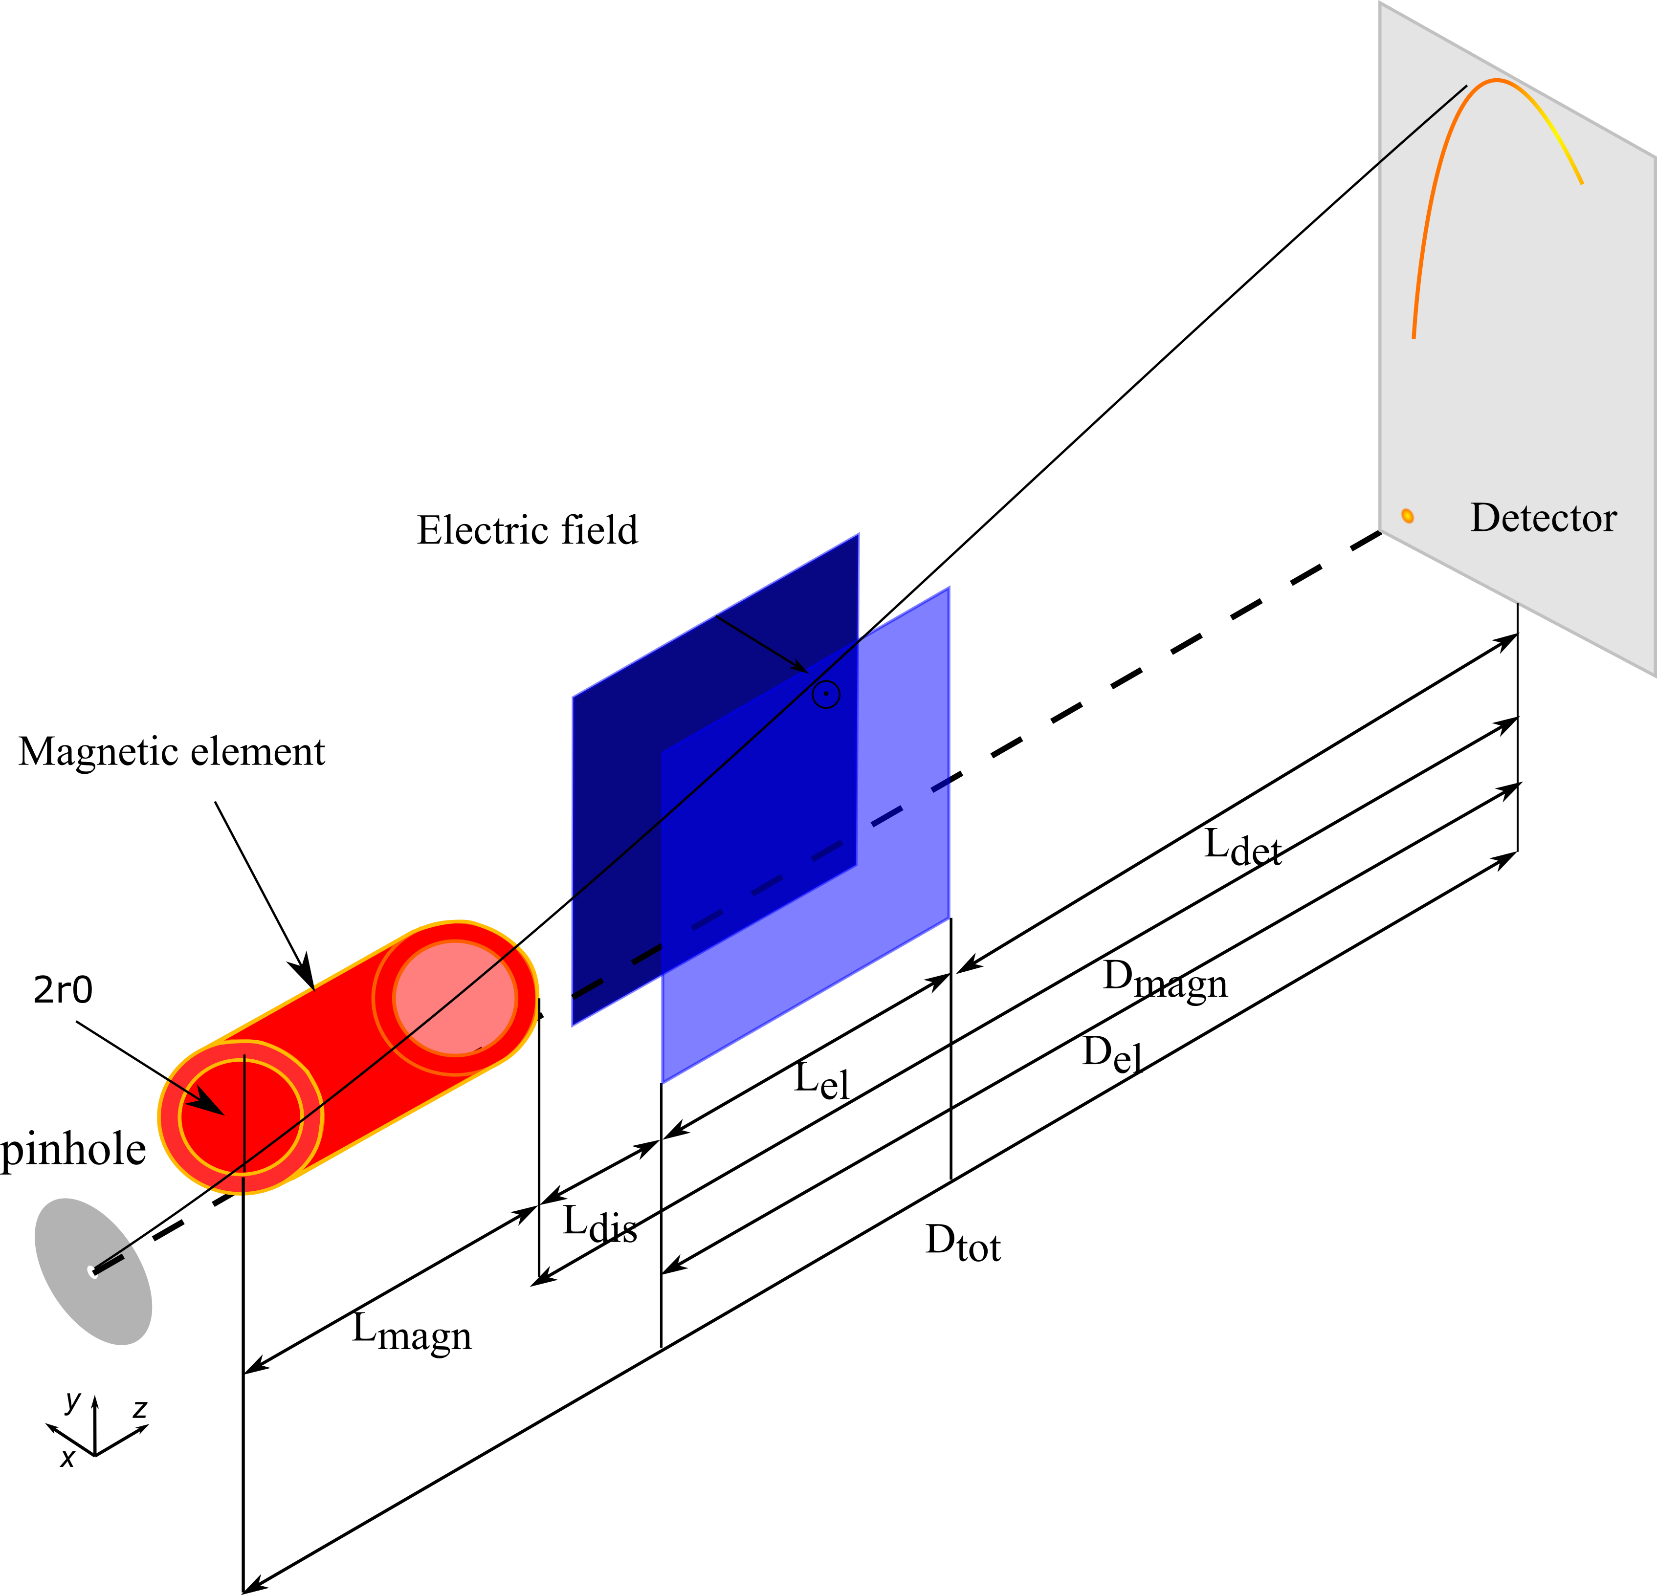 Electric field
Detector
Magnetic element
2r0
pinhole
Ldet
Dmagn
Del
Lel
Ldis
Dtot
Lmagn
y
z
x